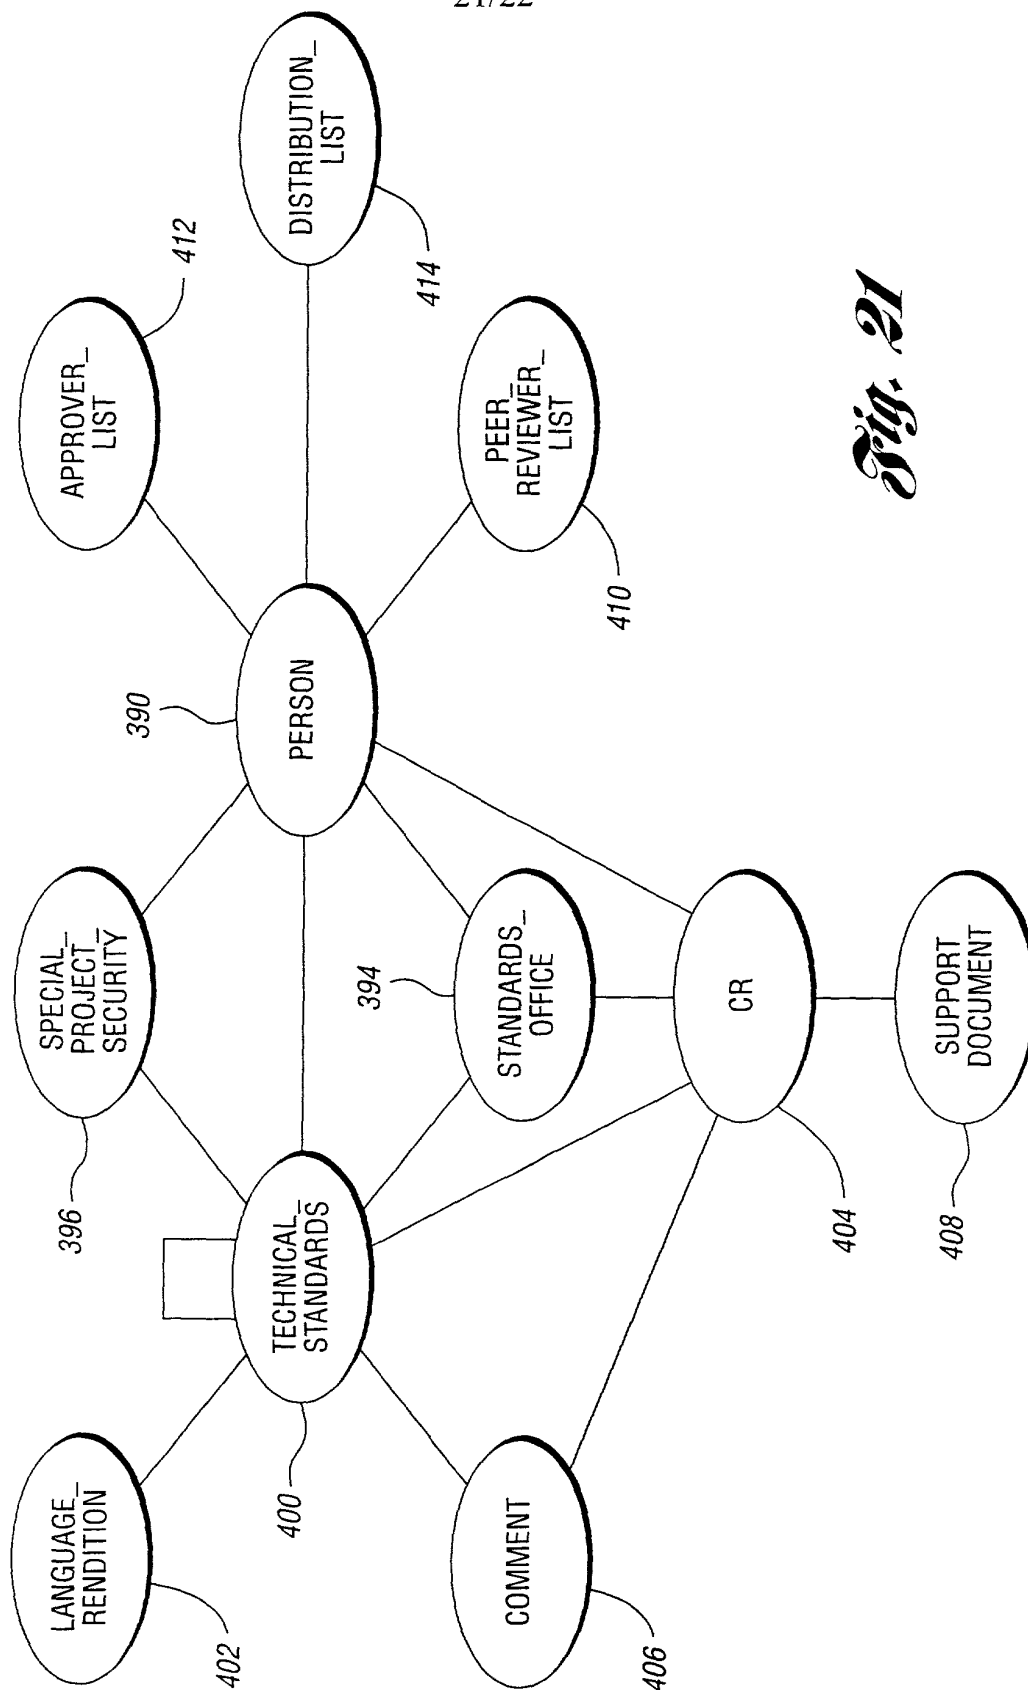 21/22
LANGUAGE_
RENDITION
402
396
SPECIAL_
PROJECT_
SECURITY
APPROVER_
LIST
412
390
TECHNICAL_
STANDARDS
400
PERSON
DISTRIBUTION_
LIST
414
COMMENT
406
394
STANDARDS_
OFFICE
PEER_
REVIEWER_
LIST
410
CR
404
SUPPORT
DOCUMENT
408
Fig. 21